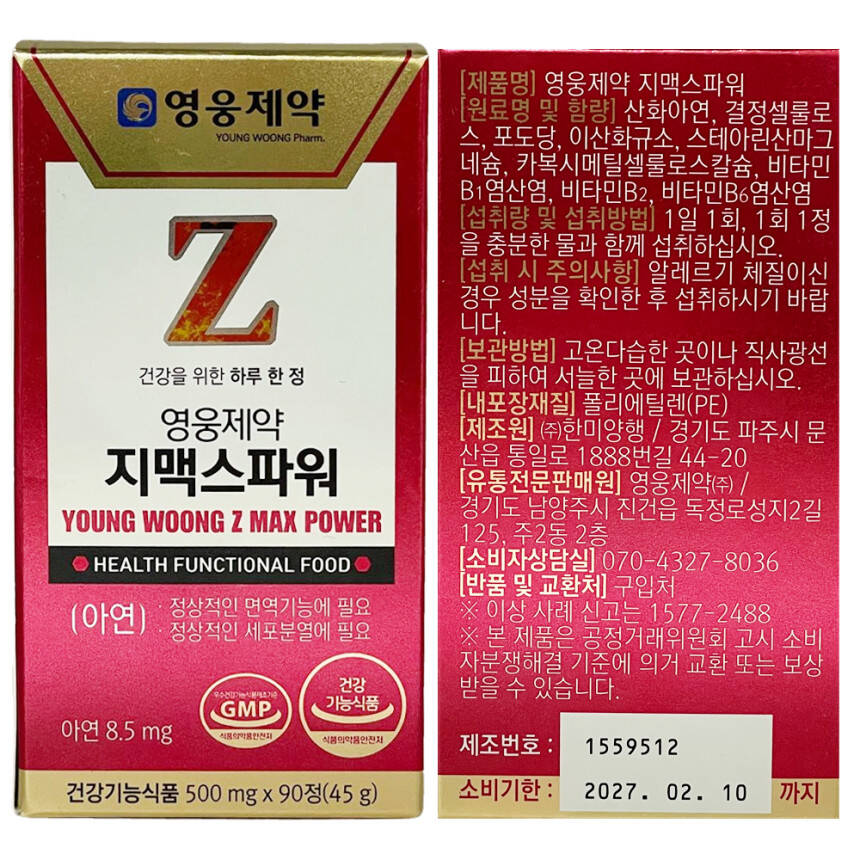 영웅제약
YOUNG WOONG Pharm.
Z
건강을 위한 하루 한 정
영웅제약
지맥스파워
YOUNG WOONG Z MAX POWER
HEALTH FUNCTIONAL FOOD
(아연) · 정상적인 면역기능에 필요
· 정상적인 세포분열에 필요
아연 8.5 mg
우수건강기능식품제조기준
GMP
식품의약품안전처
건강
기능식품
식품의약품안전처
건강기능식품 500 mg x 90정(45 g)
[제품명] 영웅제약 지맥스파워
[원료명 및 함량] 산화아연, 결정셀룰로
스, 포도당, 이산화규소, 스테아린산마그
네슘, 카복시메틸셀룰로스칼슘, 비타민
B1염산염, 비타민B2, 비타민B6염산염
[섭취량 및 섭취방법] 1일 1회, 1회 1정
을 충분한 물과 함께 섭취하십시오.
[섭취 시 주의사항] 알레르기 체질이신
경우 성분을 확인한 후 섭취하시기 바랍
니다.
[보관방법] 고온다습한 곳이나 직사광선
을 피하여 서늘한 곳에 보관하십시오.
[내포장재질] 폴리에틸렌(PE)
[제조원] ㈜한미양행 / 경기도 파주시 문
산읍 통일로 1888번길 44-20
[유통전문판매원] 영웅제약㈜ /
경기도 남양주시 진건읍 독정로성지2길
125, 주2동 2층
[소비자상담실] 070-4327-8036
[반품 및 교환처] 구입처
※ 이상 사례 신고는 1577-2488
※ 본 제품은 공정거래위원회 고시 소비
자분쟁해결 기준에 의거 교환 또는 보상
받을 수 있습니다.
제조번호 : 1559512
소비기한 : 2027. 02. 10 까지